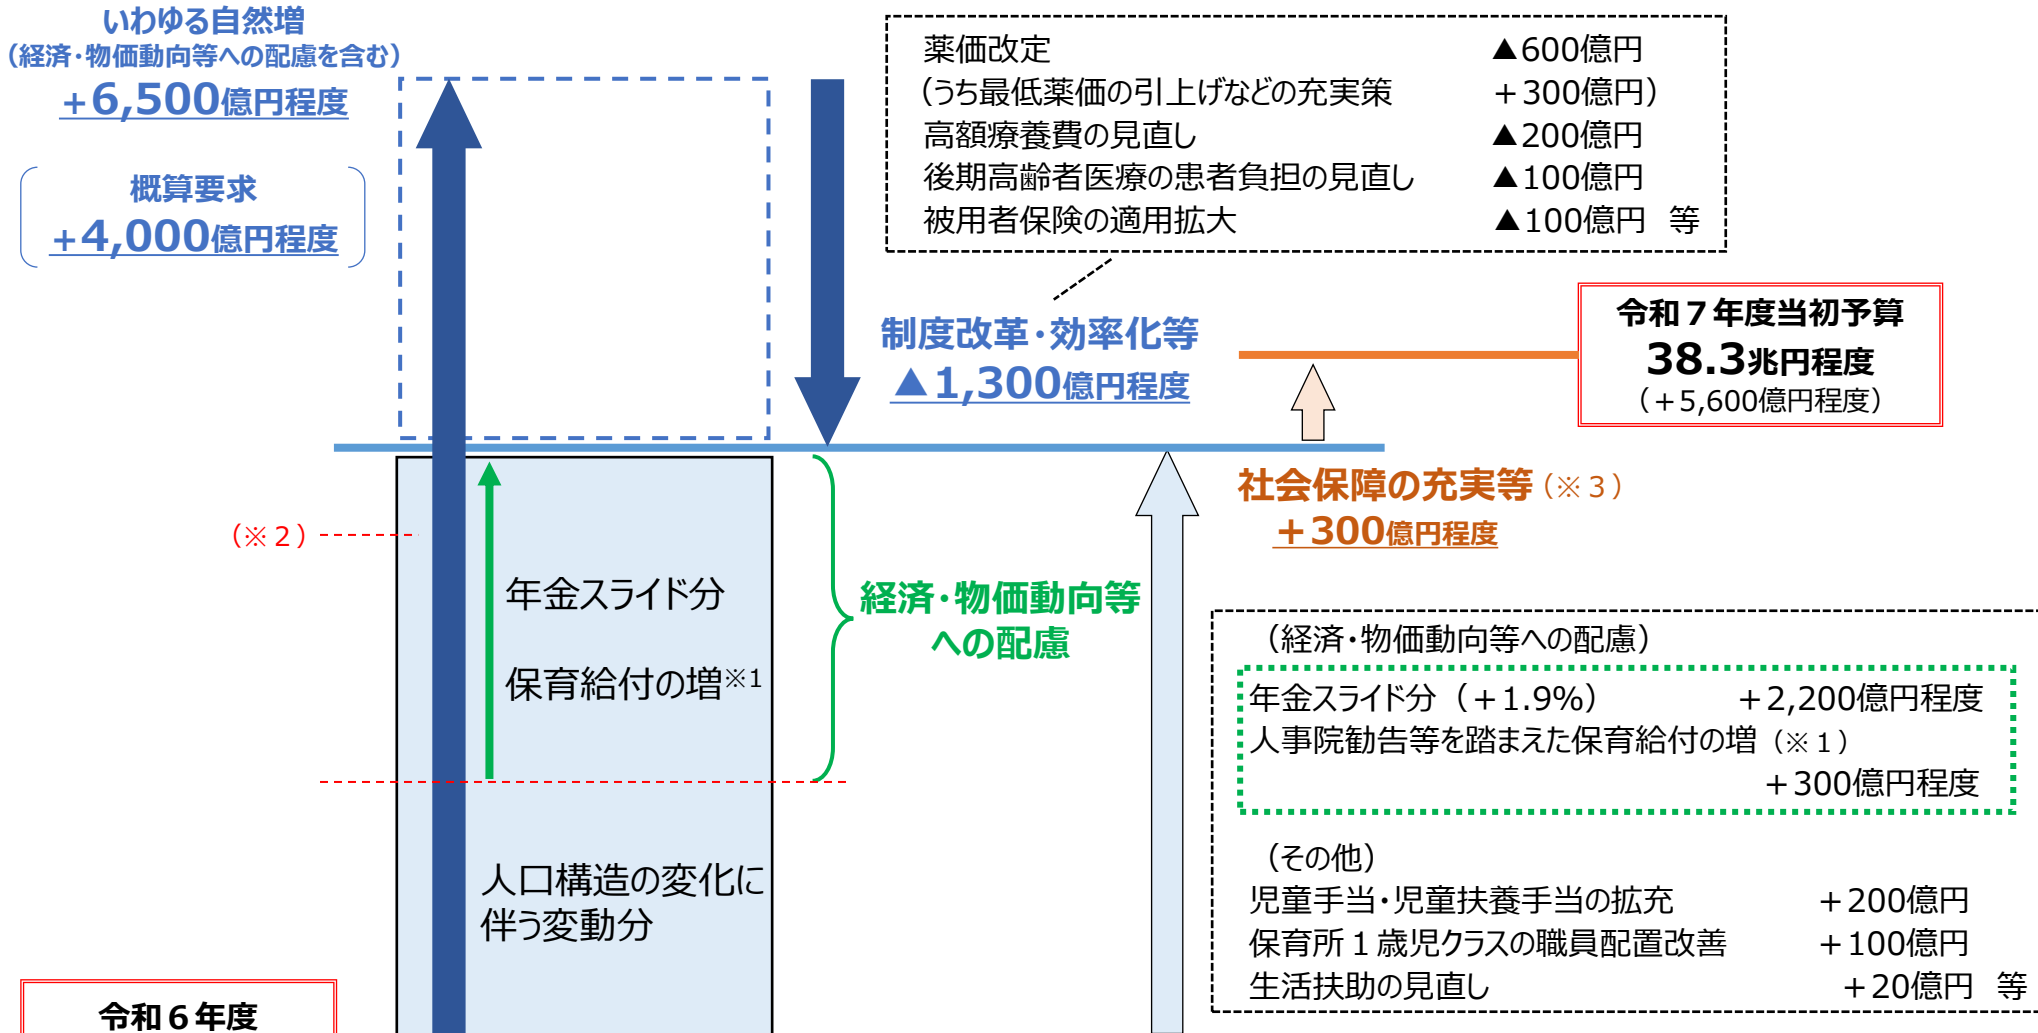 いわゆる自然増
(経済・物価動向等への配慮を含む)
+6,500億円程度
概算要求
+4,000億円程度
薬価改定 ▲600億円
(うち最低薬価の引上げなどの充実策 +300億円)
高額療養費の見直し ▲200億円
後期高齢者医療の患者負担の見直し ▲100億円
被用者保険の適用拡大 ▲100億円 等
制度改革・効率化等
▲1,300億円程度
令和7年度当初予算
38.3兆円程度
(+5,600億円程度)
社会保障の充実等(※3)
+300億円程度
(※2)
年金スライド分
保育給付の増※1
経済・物価動向等
への配慮
人口構造の変化に
伴う変動分
(経済・物価動向等への配慮)
年金スライド分(+1.9%) +2,200億円程度
人事院勧告等を踏まえた保育給付の増(※1)
+300億円程度
(その他)
児童手当・児童扶養手当の拡充 +200億円
保育所1歳児クラスの職員配置改善 +100億円
生活扶助の見直し +20億円 等
令和6年度